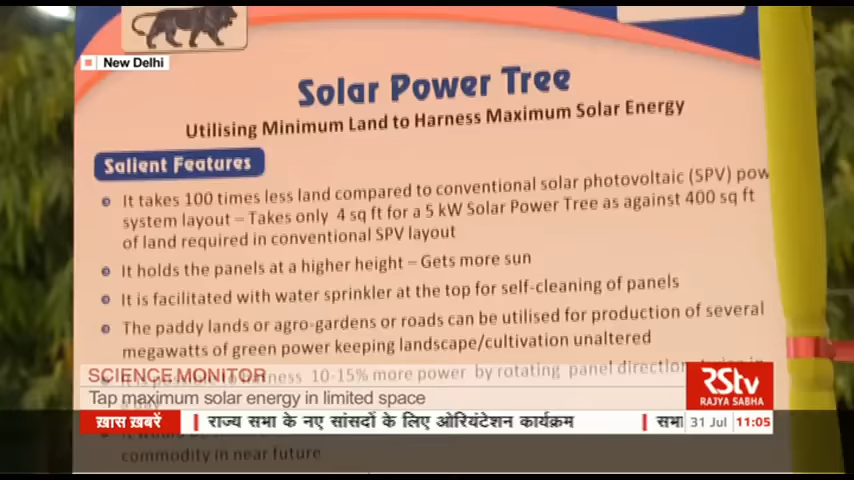 New Delhi
Solar Power Tree
Utilising Minimum Land to Harness Maximum Solar Energy
Salient Features
It takes 100 times less land compared to conventional solar photovoltaic (SPV) pow
system layout – Takes only 4 sq ft for a 5 kW Solar Power Tree as against 400 sq ft
of land required in conventional SPV layout
It holds the panels at a higher height – Gets more sun
It is facilitated with water sprinkler at the top for self-cleaning of panels
The paddy lands or agro-gardens or roads can be utilised for production of several
megawatts of green power keeping landscape/cultivation unaltered
10-15% more power by rotating panel direction
SCIENCE MONITOR
Tap maximum solar energy in limited space
RSTV
RAJYA SABHA
ख़ास ख़बरें
राज्य सभा के नए सांसदों के लिए ओरियंटेशन कार्यक्रम
सभा
31 Jul
11:05
commodity in near future